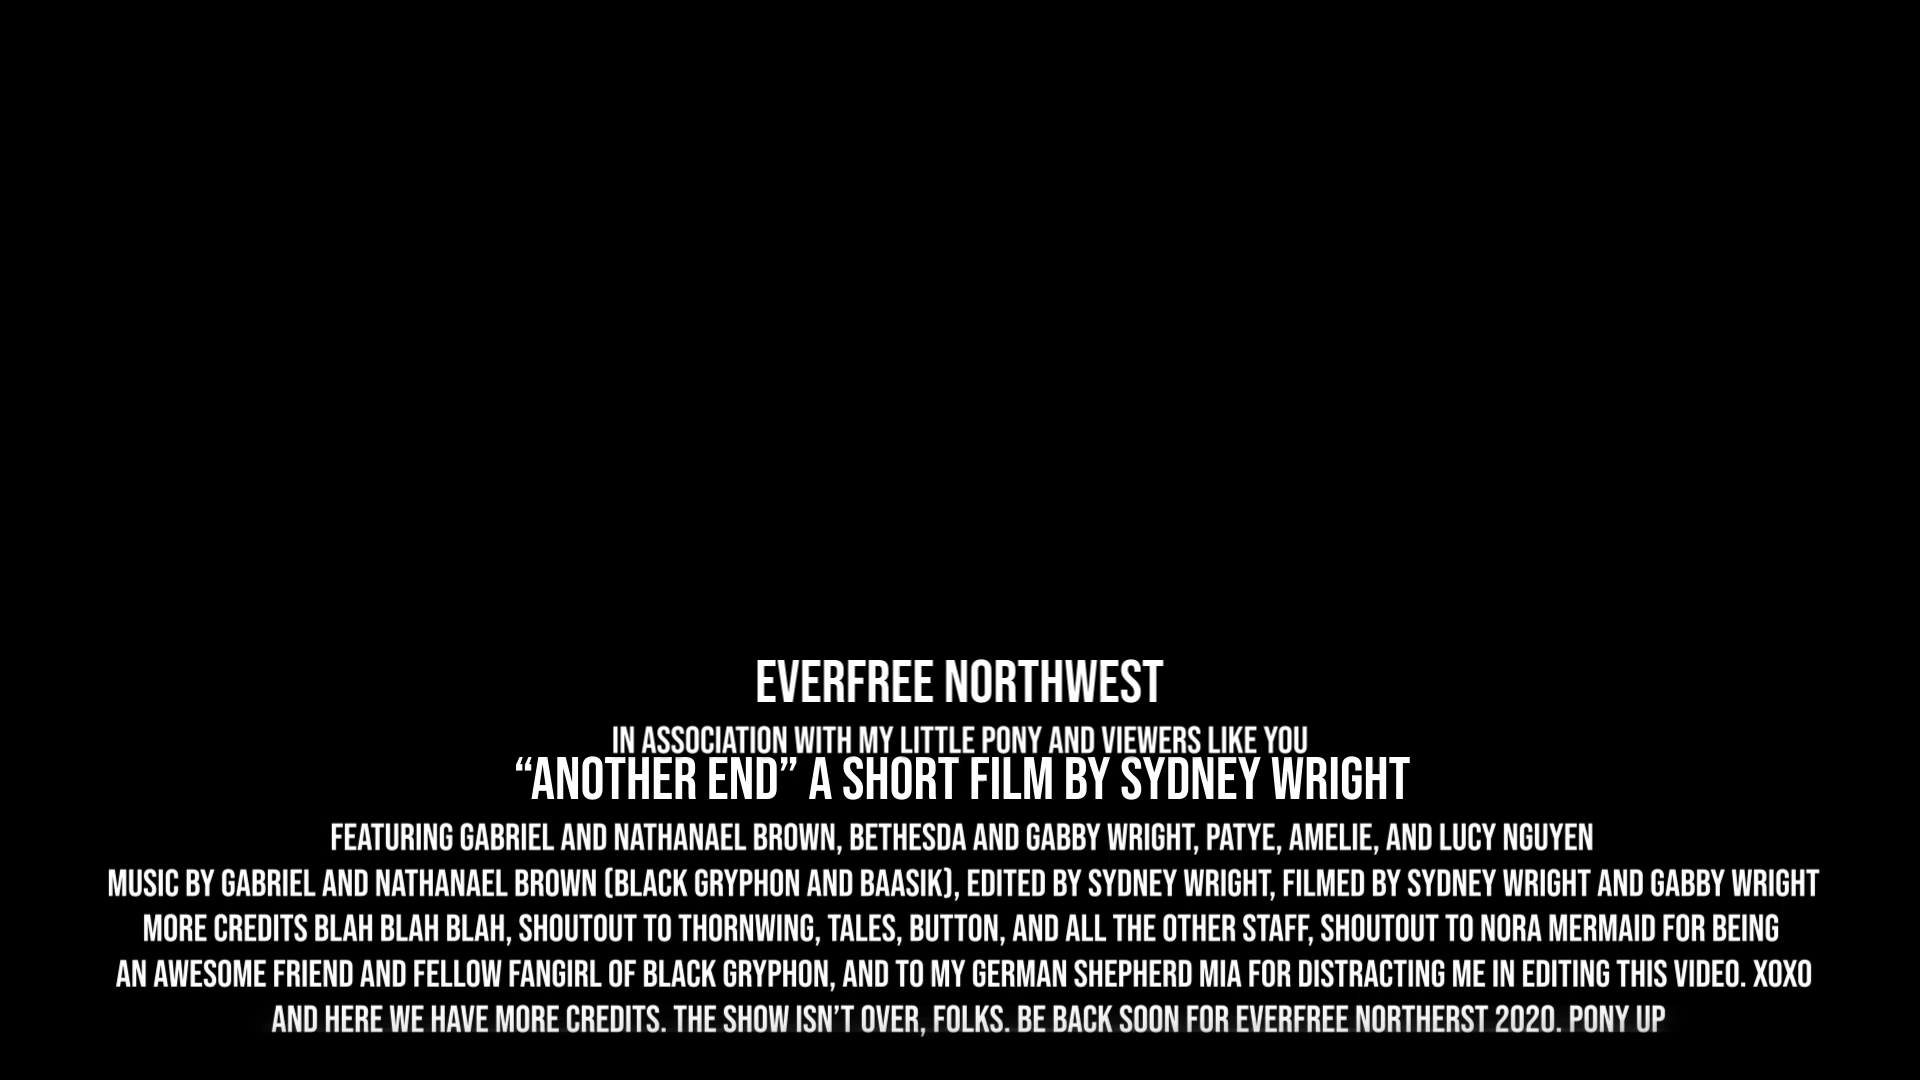 EVERFREE NORTHWEST
IN ASSOCIATION WITH MY LITTLE PONY AND VIEWERS LIKE YOU
“ANOTHER END” A SHORT FILM BY SYDNEY WRIGHT
FEATURING GABRIEL AND NATHANAEL BROWN, BETHESDA AND GABBY WRIGHT, PATYE, AMELIE, AND LUCY NGUYEN
MUSIC BY GABRIEL AND NATHANAEL BROWN (BLACK GRYPHON AND BAASIK), EDITED BY SYDNEY WRIGHT, FILMED BY SYDNEY WRIGHT AND GABBY WRIGHT
MORE CREDITS BLAH BLAH BLAH, SHOUTOUT TO THORNWING, TALES, BUTTON, AND ALL THE OTHER STAFF, SHOUTOUT TO NORA MERMAID FOR BEING
AN AWESOME FRIEND AND FELLOW FANGIRL OF BLACK GRYPHON, AND TO MY GERMAN SHEPHERD MIA FOR DISTRACTING ME IN EDITING THIS VIDEO. XOXO
AND HERE WE HAVE MORE CREDITS. THE SHOW ISN’T OVER, FOLKS. BE BACK SOON FOR EVERFREE NORTHERST 2020. PONY UP